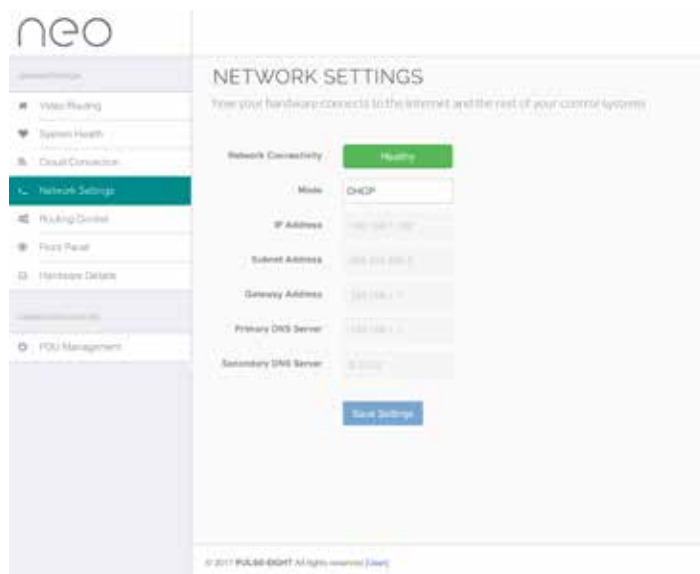 neo
NETWORK SETTINGS
how your hardware connects to the internet and the rest of your control systems
Video Routing
System Health
Cloud Connection
Network Settings
Routing Control
Front Panel
Hardware Details
PDU Management
Network Connectivity
Healthy
Mode
DHCP
IP Address
Subnet Address
Gateway Address
Primary DNS Server
Secondary DNS Server
Save Settings
© 2017 PULSE-EIGHT All rights reserved [User]